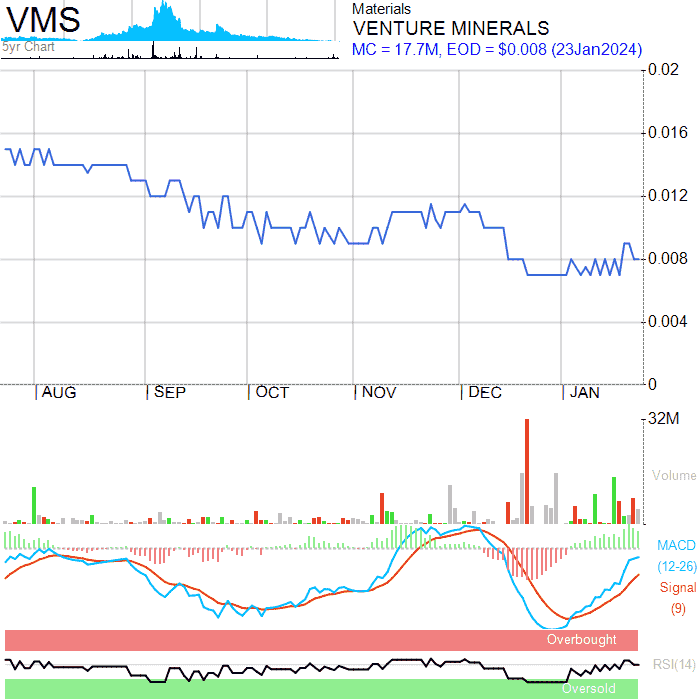 VMS
5yr Chart
Materials
VENTURE MINERALS
MC = 17.7M, EOD = $0.008 (23Jan2024)
0.02
0.016
0.012
0.008
0.004
0
AUG SEP OCT NOV DEC JAN
32M
Volume
MACD
(12-26)
Signal
(9)
Overbought
RSI(14)
Oversold